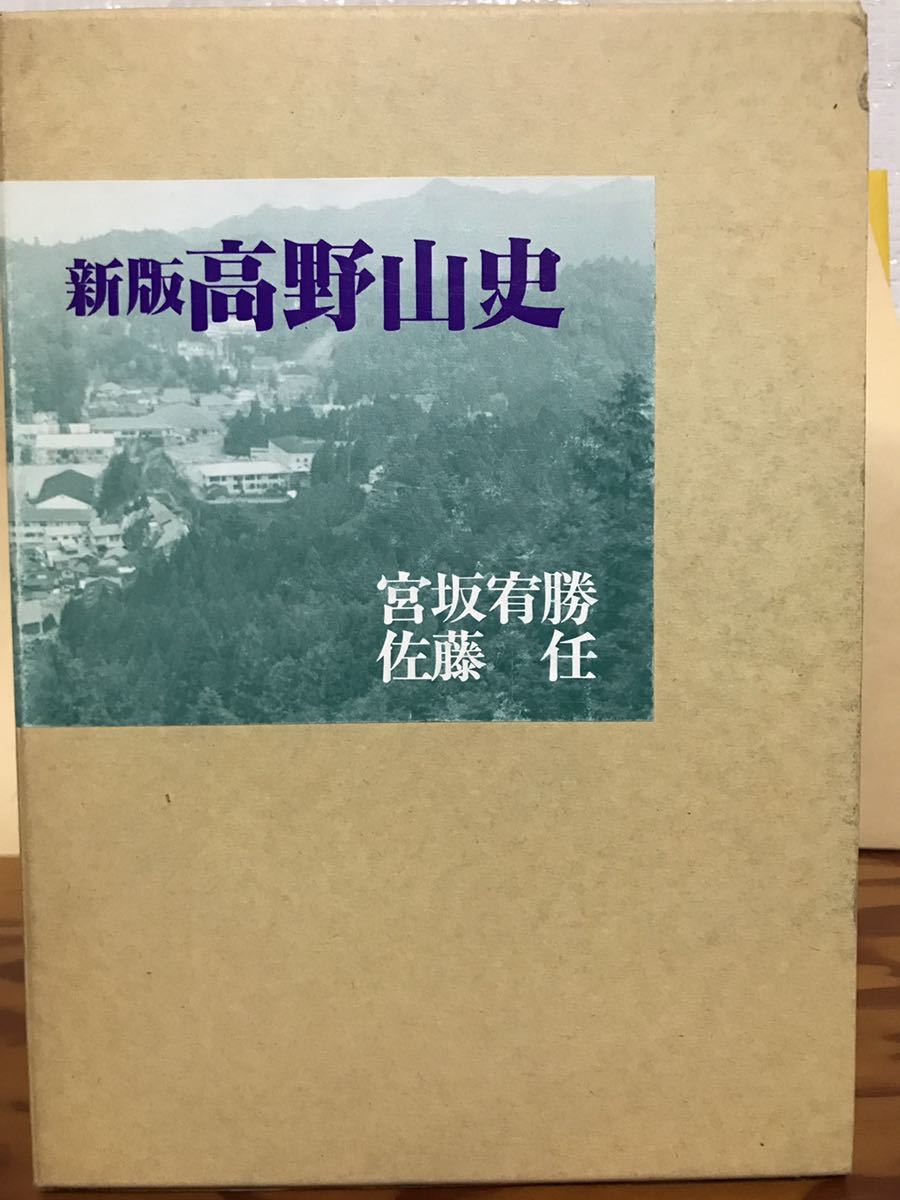 新版 高野山史
宮坂宥勝
佐藤 任